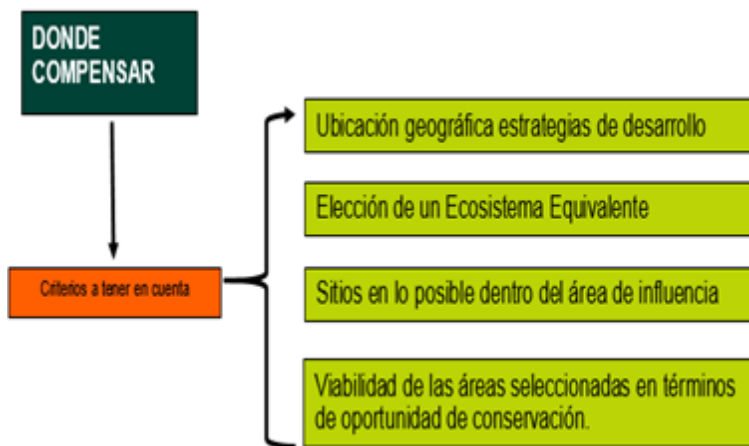 DONDE
COMPENSAR
Ubicación geográfica estrategias de desarrollo
Elección de un Ecosistema Equivalente
Criterios a tener en cuenta
Sitios en lo posible dentro del área de influencia
Viabilidad de las áreas seleccionadas en términos
de oportunidad de conservación.